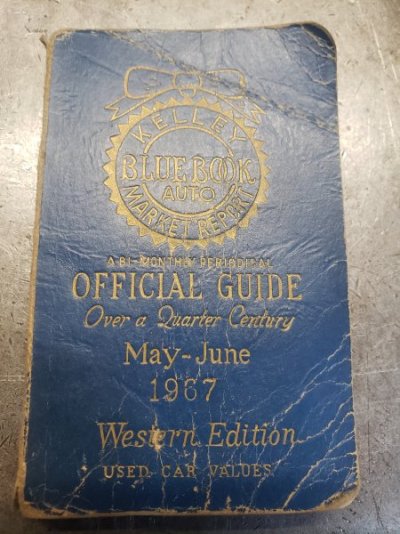 KELLEY
BLUE BOOK
AUTO
MARKET REPORT
A BI-MONTHLY PERIODICAL
OFFICIAL GUIDE
Over a Quarter Century
May-June
1967
Western Edition
USED CAR VALUES